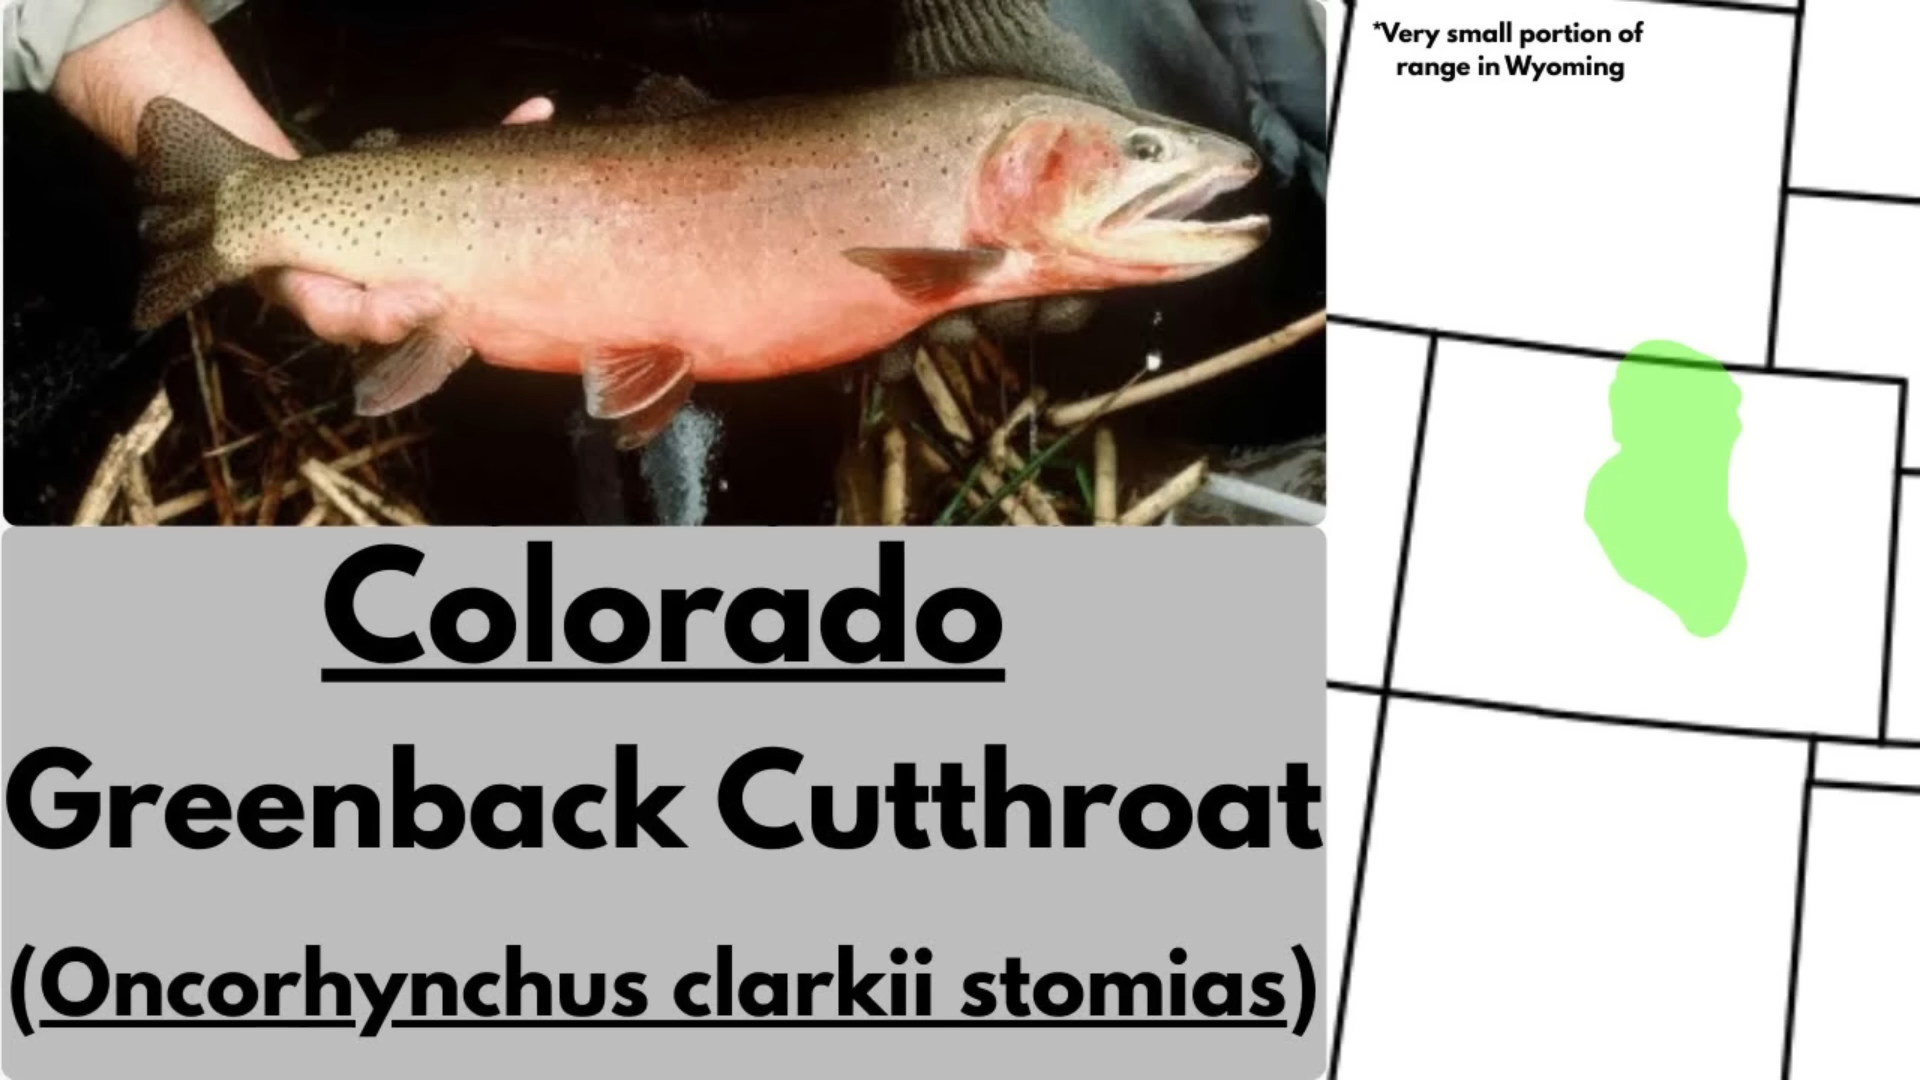 *Very small portion of
range in Wyoming
Colorado
Greenback Cutthroat
(Oncorhynchus clarkii stomias)